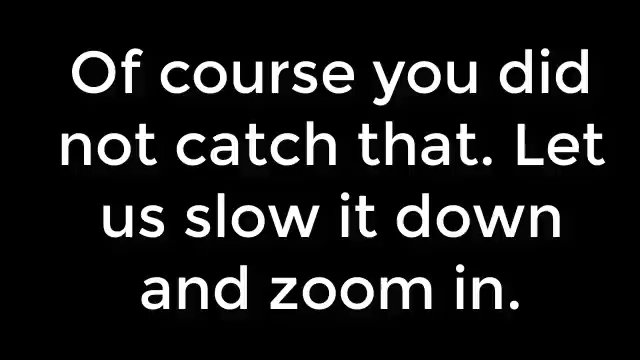 Of course you did
not catch that. Let
us slow it down
and zoom in.